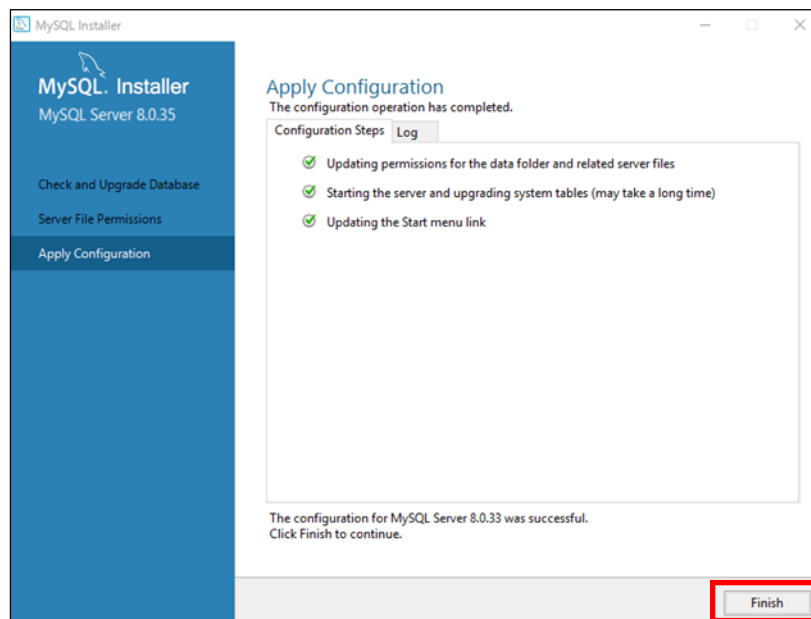 MySQL Installer
MySQL. Installer
MySQL Server 8.0.35
Check and Upgrade Database
Server File Permissions
Apply Configuration
Apply Configuration
The configuration operation has completed.
Configuration Steps Log
Updating permissions for the data folder and related server files
Starting the server and upgrading system tables (may take a long time)
Updating the Start menu link
The configuration for MySQL Server 8.0.33 was successful.
Click Finish to continue.
Finish